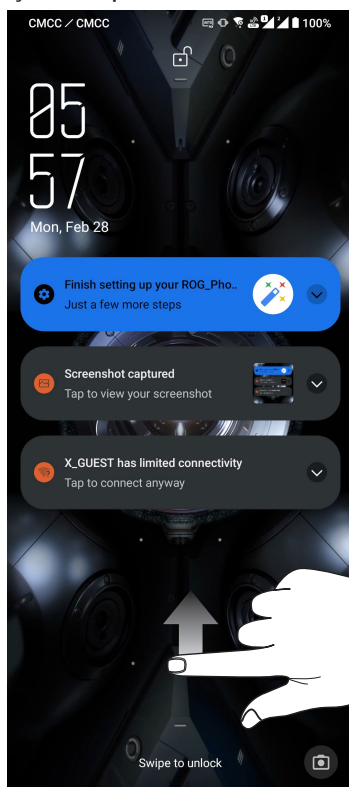 CMCC / CMCC
100%
05
57
Mon, Feb 28
Finish setting up your ROG_Pho..
Just a few more steps
Screenshot captured
Tap to view your screenshot
X_GUEST has limited connectivity
Tap to connect anyway
Swipe to unlock